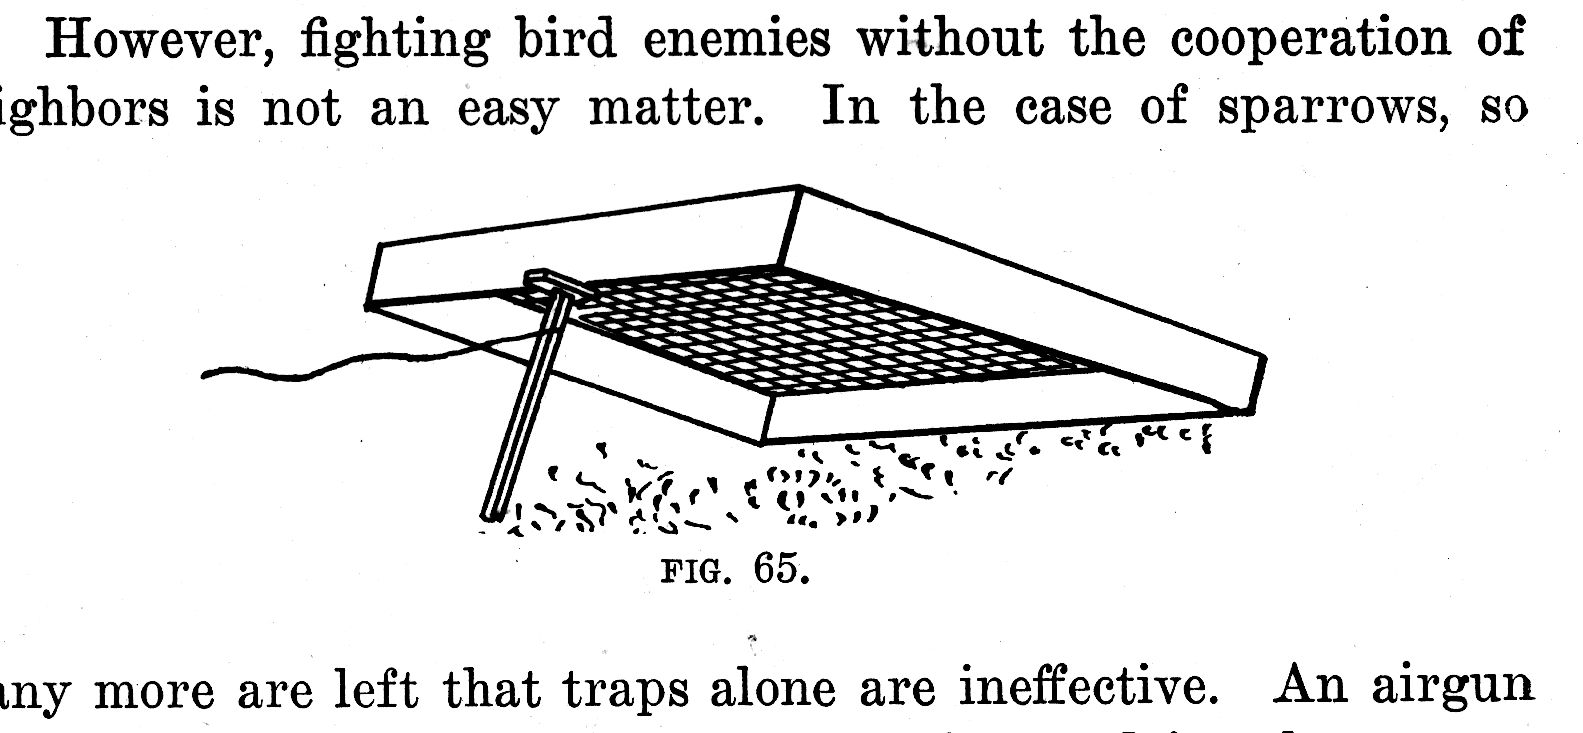 However, fighting bird enemies without the cooperation of
ighbors is not an easy matter. In the case of sparrows, so
FIG. 65.
any more are left that traps alone are ineffective. An airgun